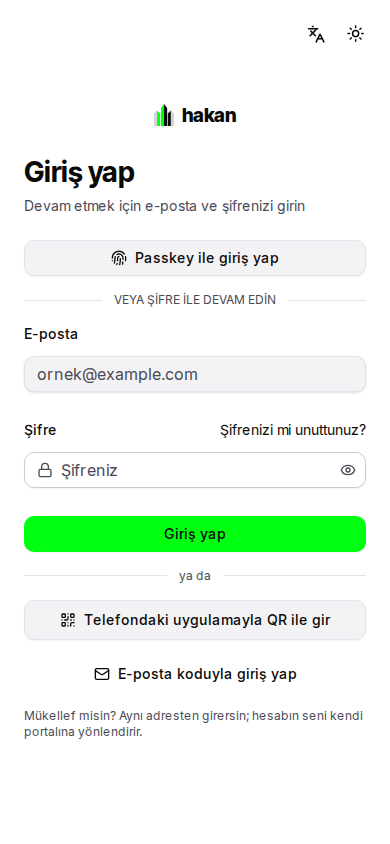 hakan
Giriş yap
Devam etmek için e-posta ve şifrenizi girin
Passkey ile giriş yap
VEYA ŞİFRE İLE DEVAM EDİN
E-posta
ornek@example.com
Şifre
Şifrenizi mi unuttunuz?
Şifreniz
Giriş yap
ya da
Telefondaki uygulamayla QR ile gir
E-posta koduyla giriş yap
Mükellef misin? Aynı adresten girersin; hesabın seni kendi
portalına yönlendirir.